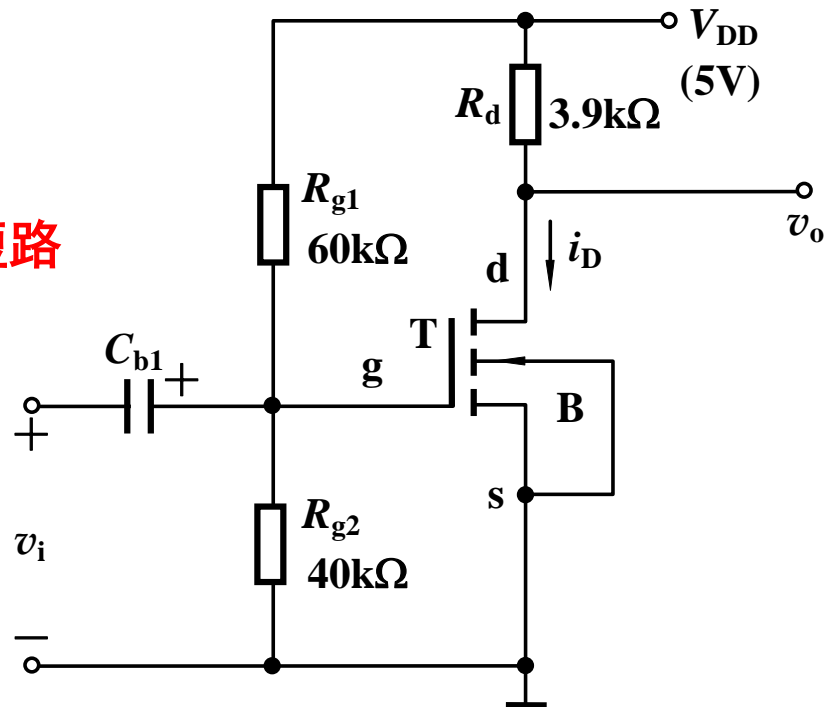 V_DD
(5V)
R_d 3.9kΩ
R_g1
60kΩ
v_o
路
d i_D
T
C_b1
+
g
B
+
s
R_g2
v_i
40kΩ
−